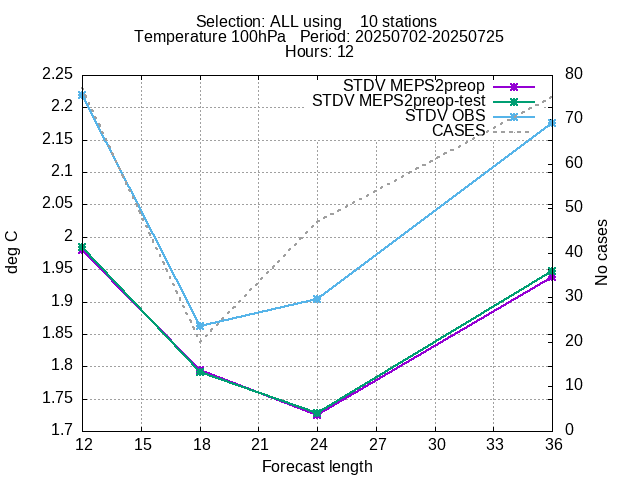 Selection: ALL using    10 stations
Temperature 100hPa   Period: 20250702-20250725
Hours: 12
2.25
2.2
2.15
2.1
2.05
2
1.95
1.9
1.85
1.8
1.75
1.7
deg C
STDV MEPS2preop
STDV MEPS2preop-test
STDV OBS
CASES
80
70
60
50
40
30
20
10
0
No cases
12 15 18 21 24 27 30 33 36
Forecast length